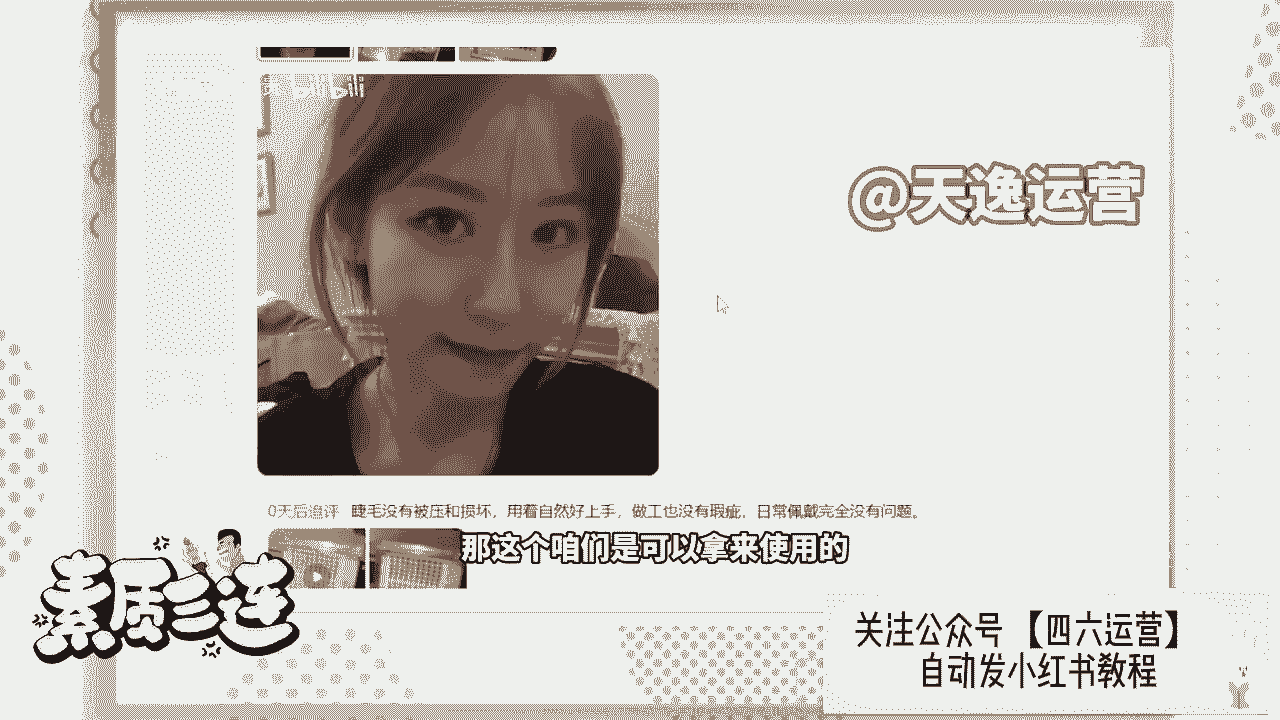 bilibili
@天逸运营
0天后追评 睫毛没有被压和损坏，用着自然好上手，做工也没有瑕疵，日常佩戴完全没有问题。
那这个咱们是可以拿来使用的
素质三连
关注公众号【四六运营】
自动发小红书教程